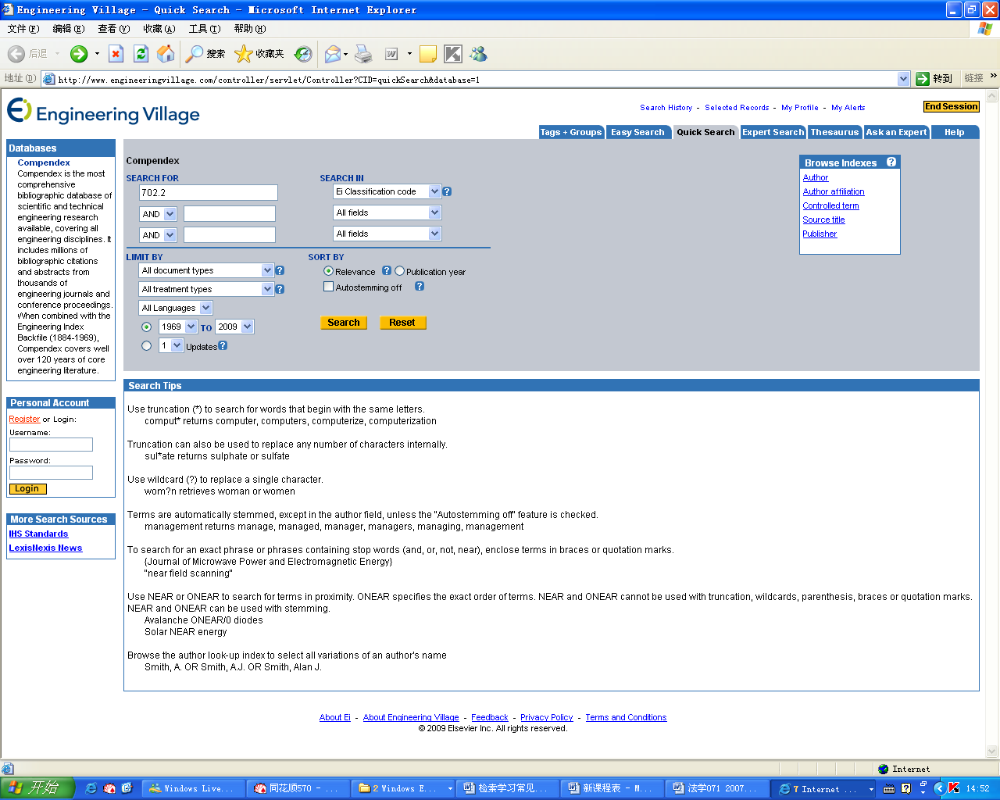 Engineering Village - Quick Search - Microsoft Internet Explorer
文件(F) 编辑(E) 查看(V) 收藏(A) 工具(T) 帮助(H)
后退 搜索 收藏夹
地址(D) http://www.engineeringvillage.com/controller/servlet/Controller?CID=quickSearch&database=1 转到 链接 »
Engineering Village
Search History - Selected Records - My Profile - My Alerts
End Session
Tags + Groups Easy Search Quick Search Expert Search Thesaurus Ask an Expert Help
Databases
Compendex
Compendex is the most
comprehensive
bibliographic database of
scientific and technical
engineering research
available, covering all
engineering disciplines. It
includes millions of
bibliographic citations
and abstracts from
thousands of
engineering journals and
conference proceedings.
When combined with the
Engineering Index
Backfile (1884-1969),
Compendex covers well
over 120 years of core
engineering literature.
Personal Account
Register or Login:
Username:
Password:
Login
More Search Sources
IHS Standards
LexisNexis News
Compendex
SEARCH FOR SEARCH IN
702.2 Ei Classification code ?
AND All fields
AND All fields
LIMIT BY SORT BY
All document types ? Relevance ? Publication year
All treatment types ? Autostemming off ?
All Languages
1969 TO 2009 Search Reset
1 Updates ?
Browse Indexes ?
Author
Author affiliation
Controlled term
Source title
Publisher
Search Tips
Use truncation (*) to search for words that begin with the same letters.
comput* returns computer, computers, computerize, computerization
Truncation can also be used to replace any number of characters internally.
sul*ate returns sulphate or sulfate
Use wildcard (?) to replace a single character.
wom?n retrieves woman or women
Terms are automatically stemmed, except in the author field, unless the "Autostemming off" feature is checked.
management returns manage, managed, manager, managers, managing, management
To search for an exact phrase or phrases containing stop words (and, or, not, near), enclose terms in braces or quotation marks.
{Journal of Microwave Power and Electromagnetic Energy}
"near field scanning"
Use NEAR or ONEAR to search for terms in proximity. ONEAR specifies the exact order of terms. NEAR and ONEAR cannot be used with truncation, wildcards, parenthesis, braces or quotation marks.
NEAR and ONEAR can be used with stemming.
Avalanche ONEAR/0 diodes
Solar NEAR energy
Browse the author look-up index to select all variations of an author's name
Smith, A. OR Smith, A.J. OR Smith, Alan J.
About Ei - About Engineering Village - Feedback - Privacy Policy - Terms and Conditions
© 2009 Elsevier Inc. All rights reserved.
Internet
开始 Windows Live... 同花顺570 - ... 2 Windows E... 检索学习常见... 新课程表 - M... 法学071 2007... 7 Internet ... 14:52